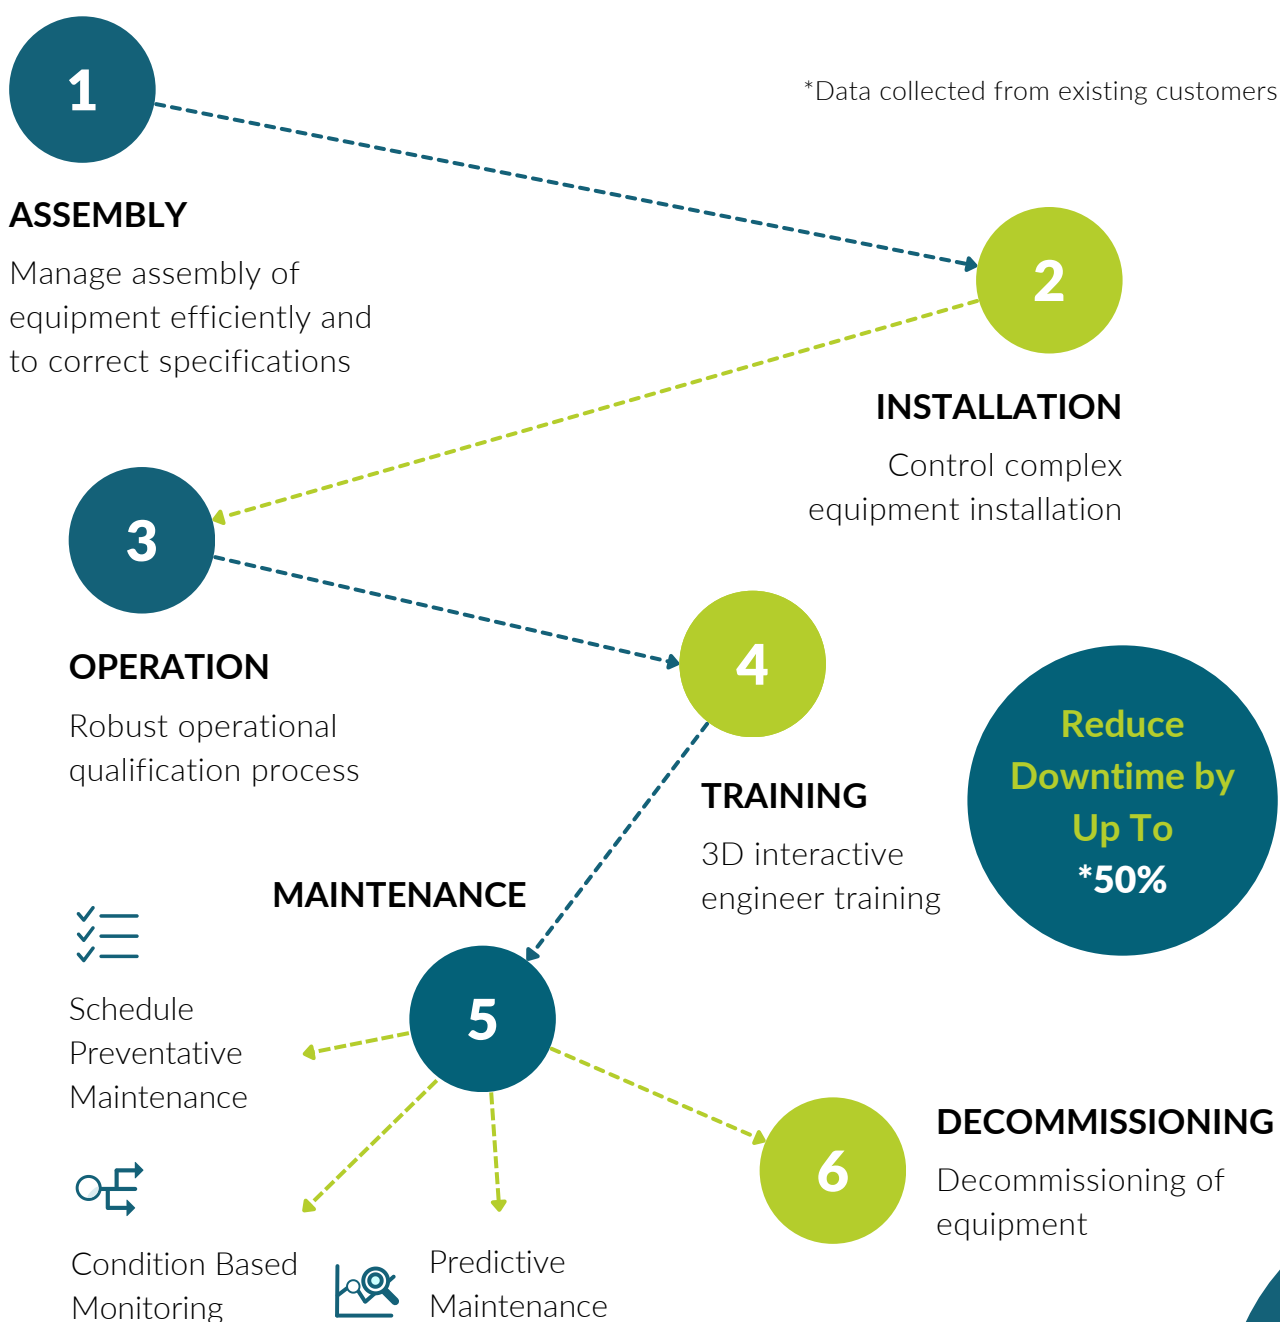 1
*Data collected from existing customers
ASSEMBLY
Manage assembly of
equipment efficiently and
to correct specifications
2
INSTALLATION
Control complex
equipment installation
3
OPERATION
Robust operational
qualification process
4
TRAINING
3D interactive
engineer training
Reduce
Downtime by
Up To
*50%
MAINTENANCE
5
Schedule
Preventative
Maintenance
Condition Based
Monitoring
Predictive
Maintenance
6
DECOMMISSIONING
Decommissioning of
equipment